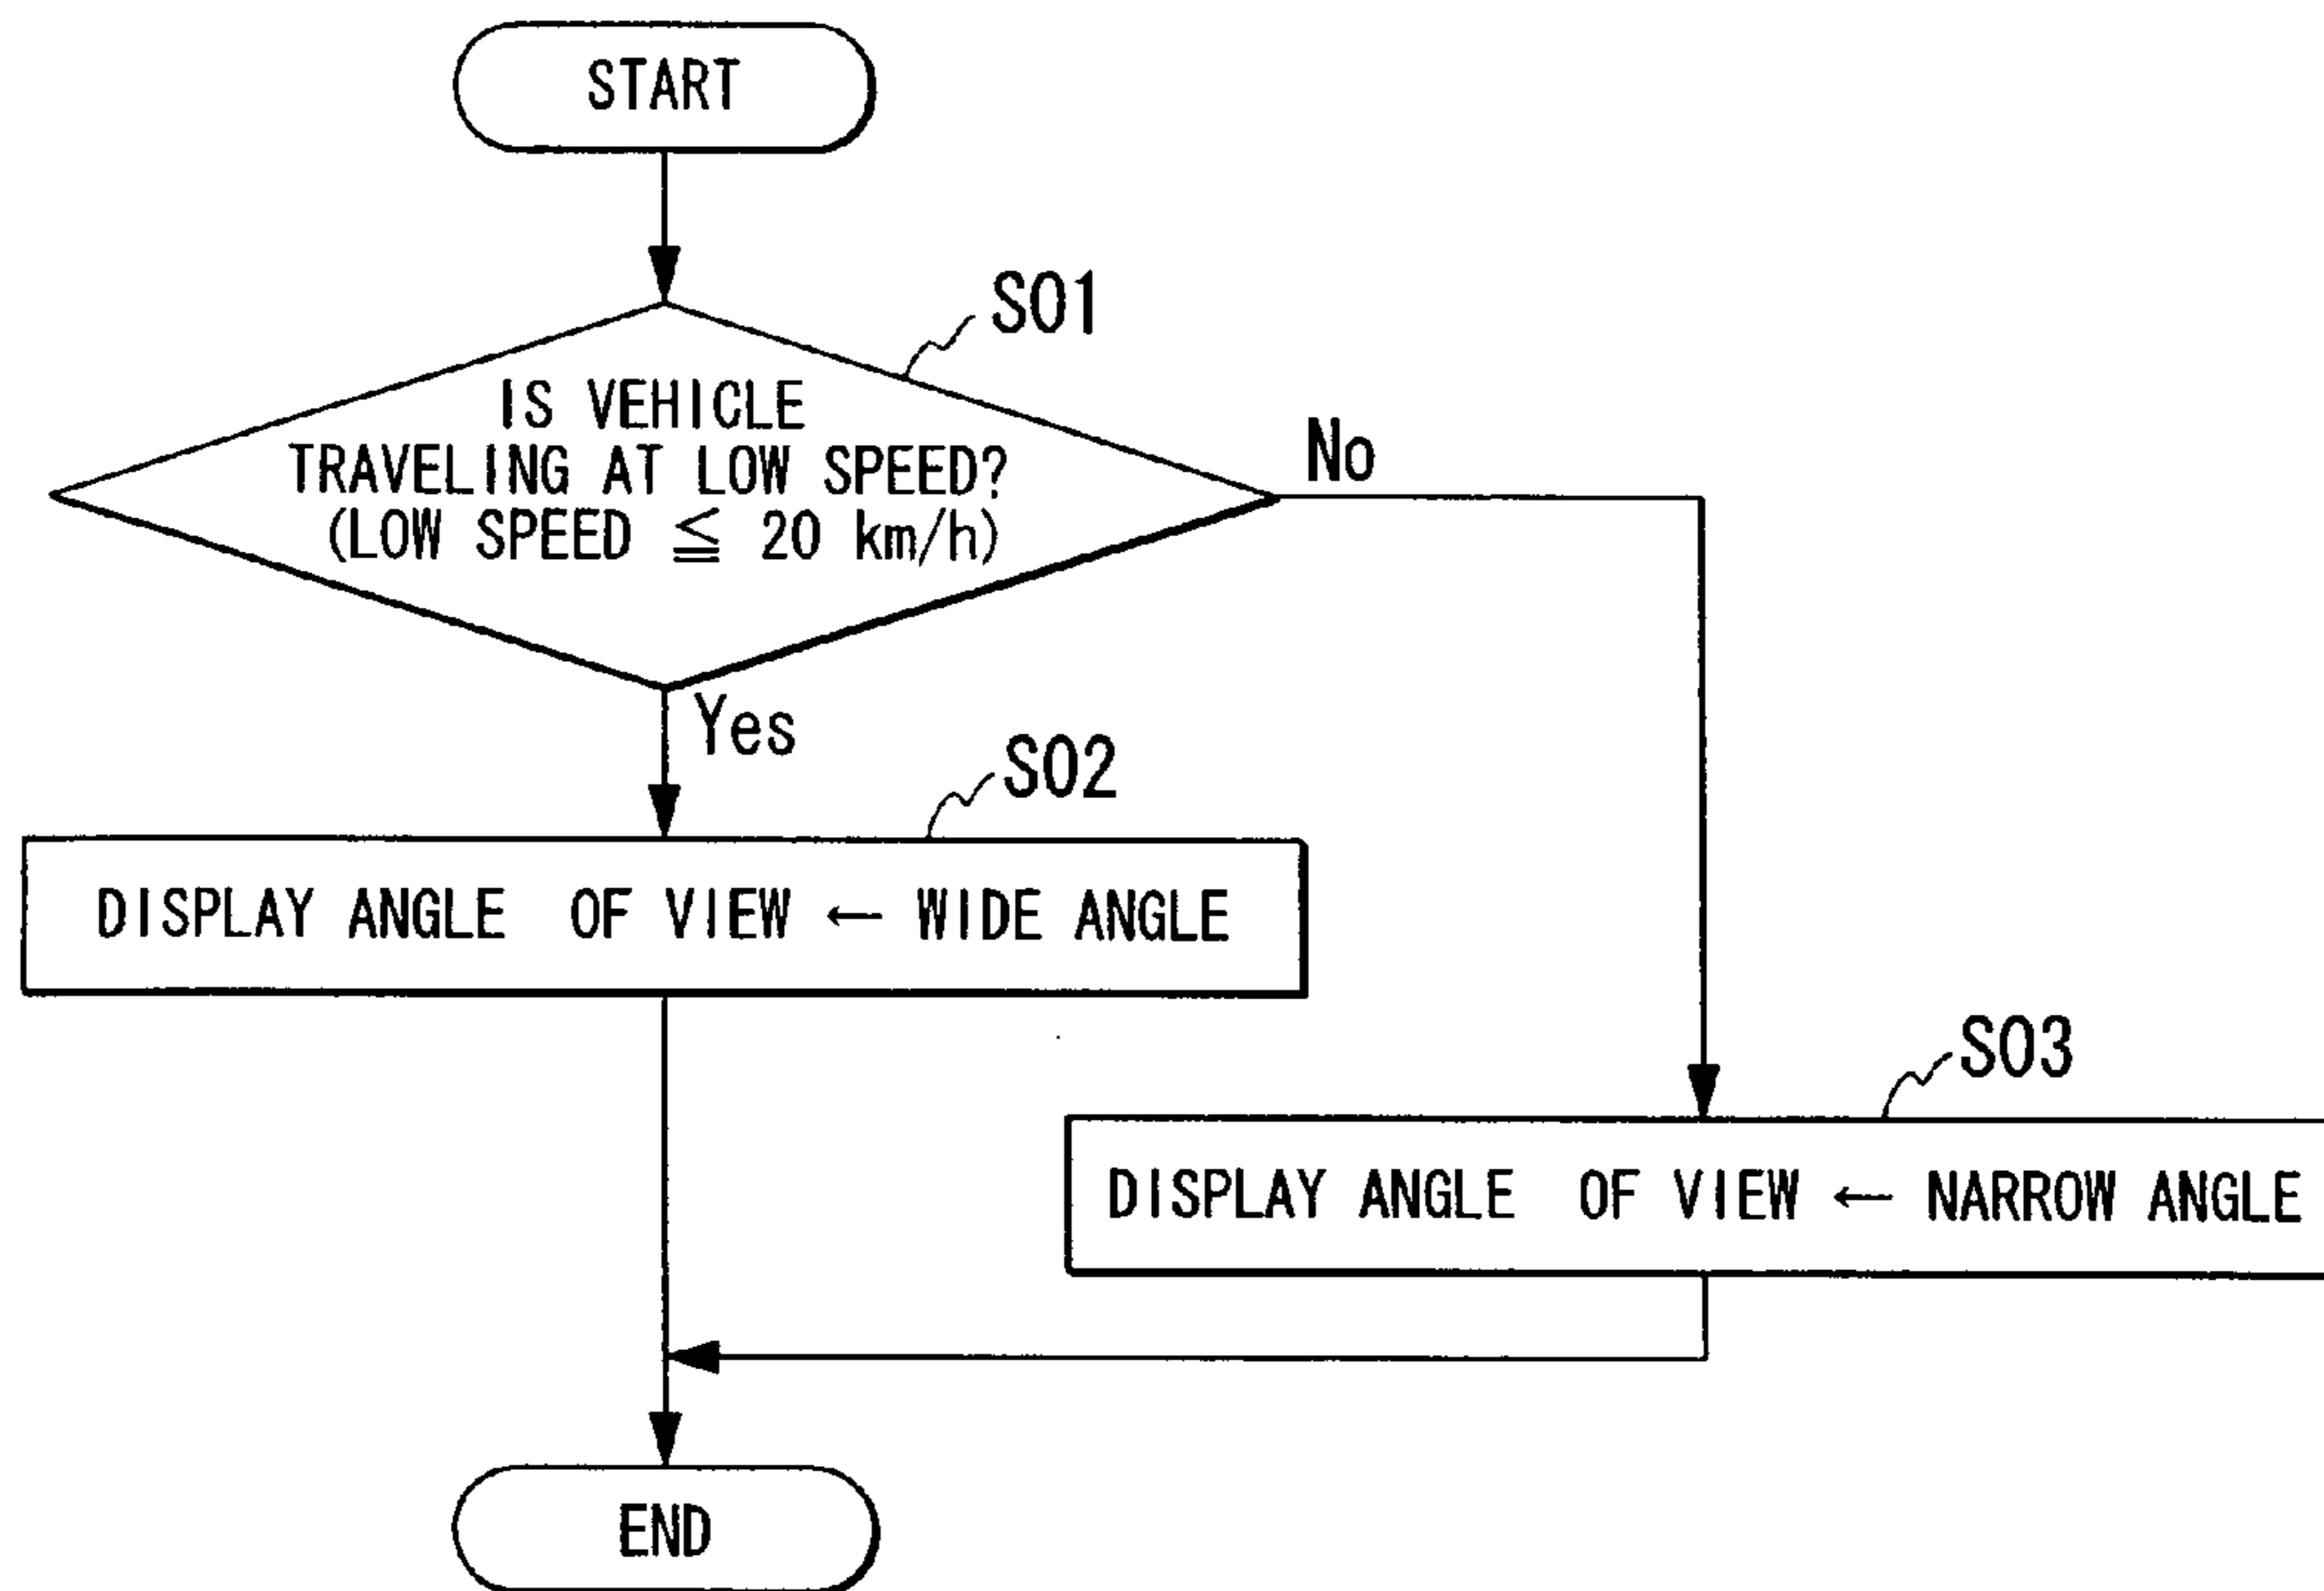 START
S01
IS VEHICLE
TRAVELING AT LOW SPEED?
(LOW SPEED ≦ 20 km/h)
No
Yes
S02
DISPLAY ANGLE OF VIEW ← WIDE ANGLE
S03
DISPLAY ANGLE OF VIEW ← NARROW ANGLE
END